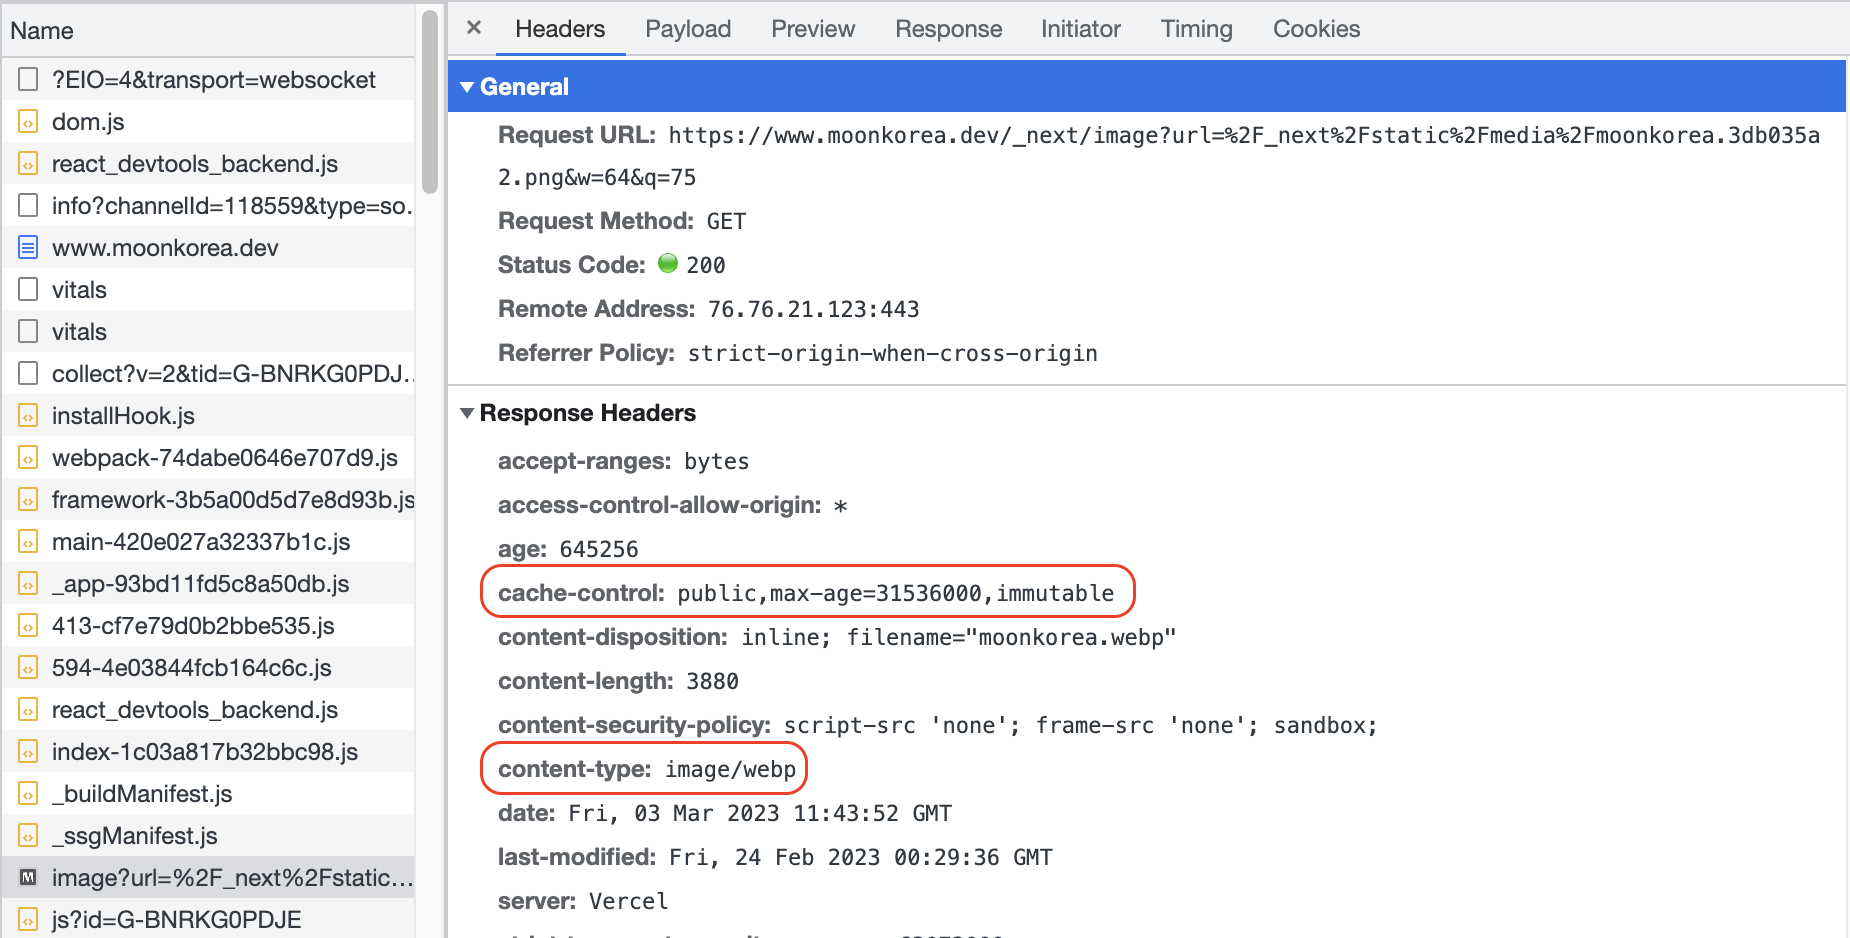 Name
?EIO=4&transport=websocket
dom.js
react_devtools_backend.js
info?channelId=118559&type=so.
www.moonkorea.dev
vitals
vitals
collect?v=2&tid=G-BNRKG0PDJ...
installHook.js
webpack-74dabe0646e707d9.js
framework-3b5a00d5d7e8d93b.js
main-420e027a32337b1c.js
_app-93bd11fd5c8a50db.js
413-cf7e79d0b2bbe535.js
594-4e03844fcb164c6c.js
react_devtools_backend.js
index-1c03a817b32bbc98.js
_buildManifest.js
_ssgManifest.js
image?url=%2F_next%2Fstatic...
js?id=G-BNRKG0PDJE
Headers Payload Preview Response Initiator Timing Cookies
General
Request URL: https://www.moonkorea.dev/_next/image?url=%2F_next%2Fstatic%2Fmedia%2Fmoonkorea.3db035a
2.png&w=64&q=75
Request Method: GET
Status Code: 200
Remote Address: 76.76.21.123:443
Referrer Policy: strict-origin-when-cross-origin
Response Headers
accept-ranges: bytes
access-control-allow-origin: *
age: 645256
cache-control: public,max-age=31536000,immutable
content-disposition: inline; filename="moonkorea.webp"
content-length: 3880
content-security-policy: script-src 'none'; frame-src 'none'; sandbox;
content-type: image/webp
date: Fri, 03 Mar 2023 11:43:52 GMT
last-modified: Fri, 24 Feb 2023 00:29:36 GMT
server: Vercel